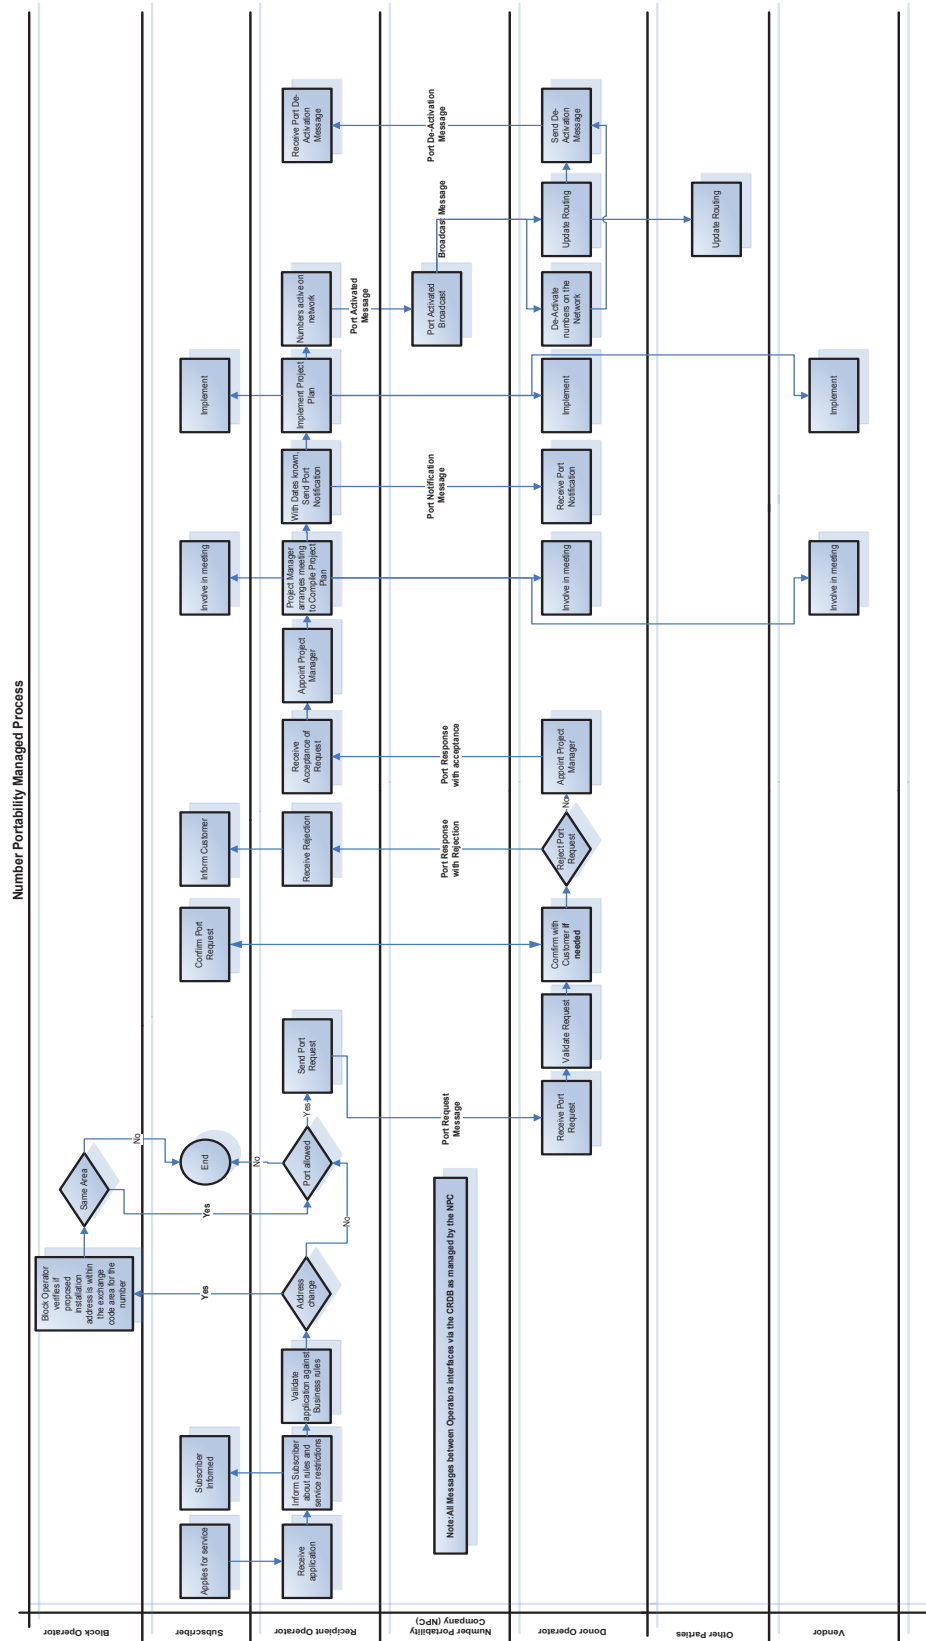 Number Portability Managed Process
Block Operator
Block Operator
verifies if
proposed
installation
address is within
the exchange
code area for the
number
Same Area
No
Yes
Yes
Subscriber
Applies for service
Subscriber
Informed
End
Confirm Port
Request
Inform Customer
Involve in meeting
Implement
Recipient Operator
Receive
application
Inform Subscriber
about rules and
service restrictions
Validate
application against
Business rules
Address
change
No
Port allowed
No
Yes
Send Port
Request
Receive Rejection
Receive
Acceptance of
Request
Appoint Project
Manager
Project Manager
arranges meeting
to Compile Project
Plan
With Dates known,
Send Port
Notification
Implement Project
Plan
Numbers active on
network
Receive Port De-
Activation
Message
Number Portability
Company (NPC)
Note:All Messages between Operators interfaces via the CRDB as managed by the NPC
Port Request
Message
Port Response
with Rejection
Port Response
with acceptance
Port Notification
Message
Port Activated
Message
Port Activated
Broadcast
Broadcast Message
Port De-Activation
Message
Donor Operator
Receive Port
Request
Validate Request
Comfirm with
Customer if
needed
Reject Port
Request
No
Appoint Project
Manager
Involve in meeting
Receive Port
Notification
Implement
De-Activate
numbers on the
Network
Update Routing
Send De-
Activation
Message
Other Parties
Update Routing
Vendor
Involve in meeting
Implement